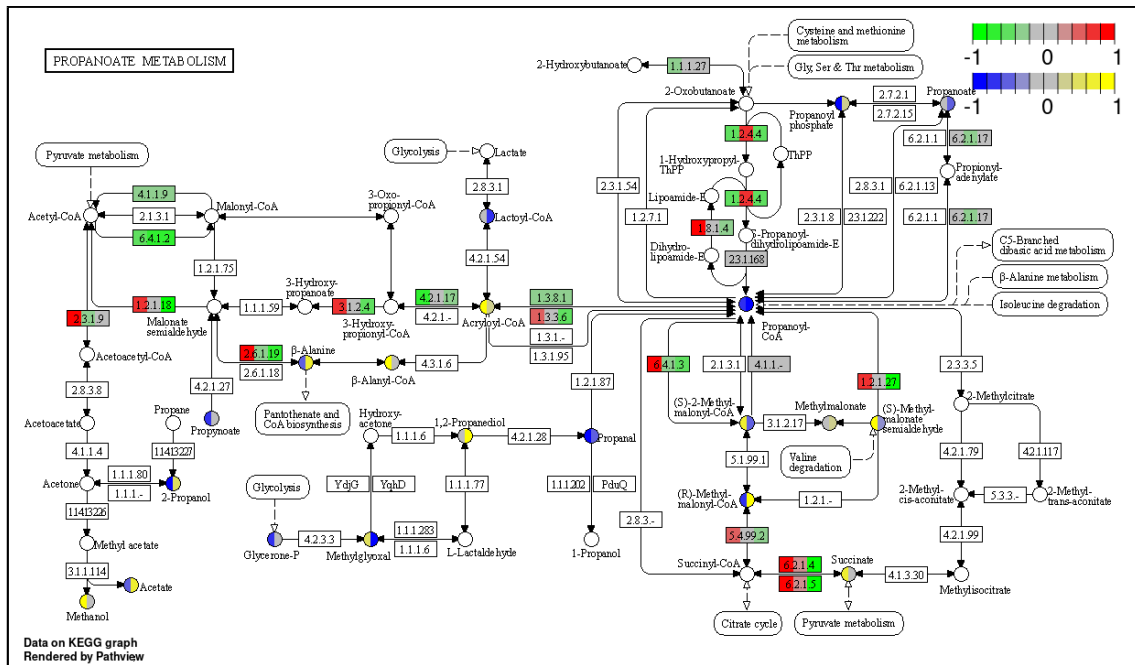 PROPANOATE METABOLISM
-1 0 1
-1 0 1
Cysteine and methionine
metabolism
Gly, Ser & Thr metabolism
2-Hydroxybutanoate
1.1.1.27
2-Oxobutanoate
Propanoyl
phosphate
2.7.2.1
2.7.2.15
Propanoate
6.2.1.1
6.2.1.17
Propionyl-
adenylate
6.2.1.1
6.2.1.17
1.2.4.4
1-Hydroxypropyl-
ThPP
ThPP
Lipoamide-E
1.2.4.4
1.8.1.4
Dihydro-
lipoamide-E
S-Propanoyl-
dihydrolipoamide-E
2.3.1.168
2.3.1.54
1.2.7.1
2.3.1.8
2.3.1.222
2.8.3.1
6.2.1.13
C5-Branched
dibasic acid metabolism
β-Alanine metabolism
Isoleucine degradation
Propanoyl-
CoA
Pyruvate metabolism
Glycolysis
Lactate
2.8.3.1
Lactoyl-CoA
4.2.1.54
Acetyl-CoA
4.1.1.9
2.1.3.1
6.4.1.2
Malonyl-CoA
3-Oxo-
propionyl-CoA
1.2.1.75
1.2.1.18
Malonate
semialdehyde
1.1.1.59
3-Hydroxy-
propanoate
3.1.2.4
3-Hydroxy-
propionyl-CoA
4.2.1.17
4.2.1.-
Acryloyl-CoA
1.3.8.1
1.3.3.6
1.3.1.-
1.3.1.95
2.3.1.9
Acetoacetyl-CoA
2.6.1.19
2.6.1.18
β-Alanine
β-Alanyl-CoA
4.3.1.6
Pantothenate and
CoA biosynthesis
4.2.1.27
Propynoate
2.8.3.8
Acetoacetate
4.1.1.4
Acetone
Propane
1.14.13.227
1.1.1.80
1.1.1.-
2-Propanol
1.14.13.226
Methyl acetate
3.1.1.114
Acetate
Methanol
Hydroxy-
acetone
1.1.1.6
1,2-Propanediol
4.2.1.28
Propanal
1.2.1.87
Glycolysis
YdjG
YqhD
1.1.1.77
1.1.1.202
PduQ
Glycerone-P
4.2.3.3
Methylglyoxal
1.1.1.283
1.1.1.6
L-Lactaldehyde
1-Propanol
6.4.1.3
2.1.3.1
4.1.1.-
1.2.1.27
2.3.3.5
(S)-2-Methyl-
malonyl-CoA
3.1.2.17
Methylmalonate
(S)-Methyl-
malonate
semialdehyde
Valine
degradation
5.1.99.1
(R)-Methyl-
malonyl-CoA
1.2.1.-
2.8.3.-
5.4.99.2
Succinyl-CoA
6.2.1.4
6.2.1.5
Succinate
4.1.3.30
Citrate cycle
Pyruvate metabolism
2-Methylcitrate
4.2.1.79
4.2.1.117
2-Methyl-
cis-aconitate
5.3.3.-
2-Methyl-
trans-aconitate
4.2.1.99
Methylisocitrate
Data on KEGG graph
Rendered by Pathview